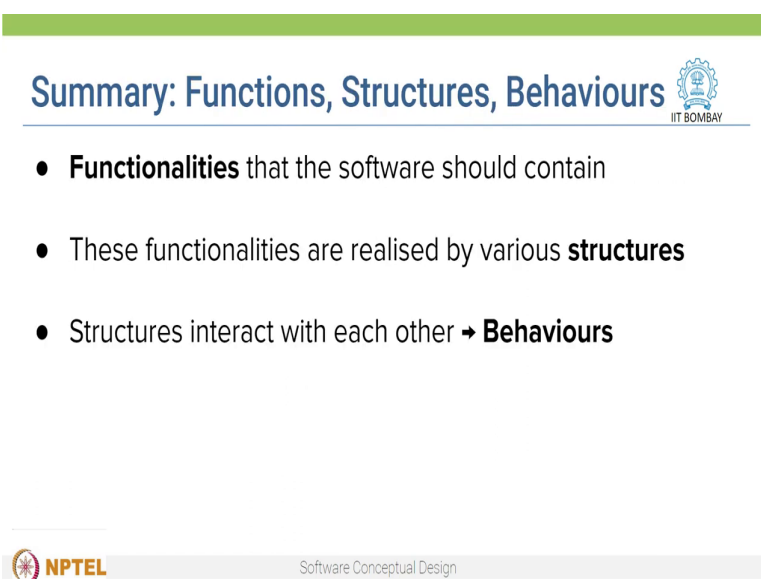 Summary: Functions, Structures, Behaviours
IIT BOMBAY
● Functionalities that the software should contain
● These functionalities are realised by various structures
● Structures interact with each other → Behaviours
NPTEL
Software Conceptual Design